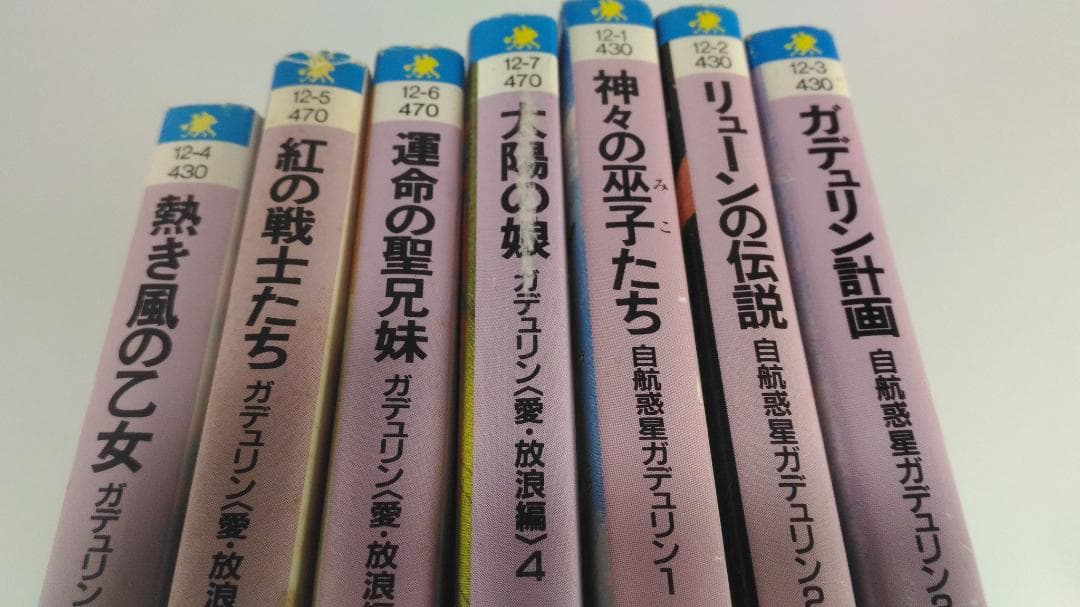 12-4
430
熱き風の乙女 ガデュリン
12-5
470
紅の戦士たち ガデュリン〈愛・放浪
12-6
470
運命の聖兄妹 ガデュリン〈愛・放浪編
12-7
470
太陽の娘 ガデュリン〈愛・放浪編〉4
12-1
430
神々の巫子たち 自航惑星ガデュリン1
みこ
12-2
430
リューンの伝説 自航惑星ガデュリン2
12-3
430
ガデュリン計画 自航惑星ガデュリン